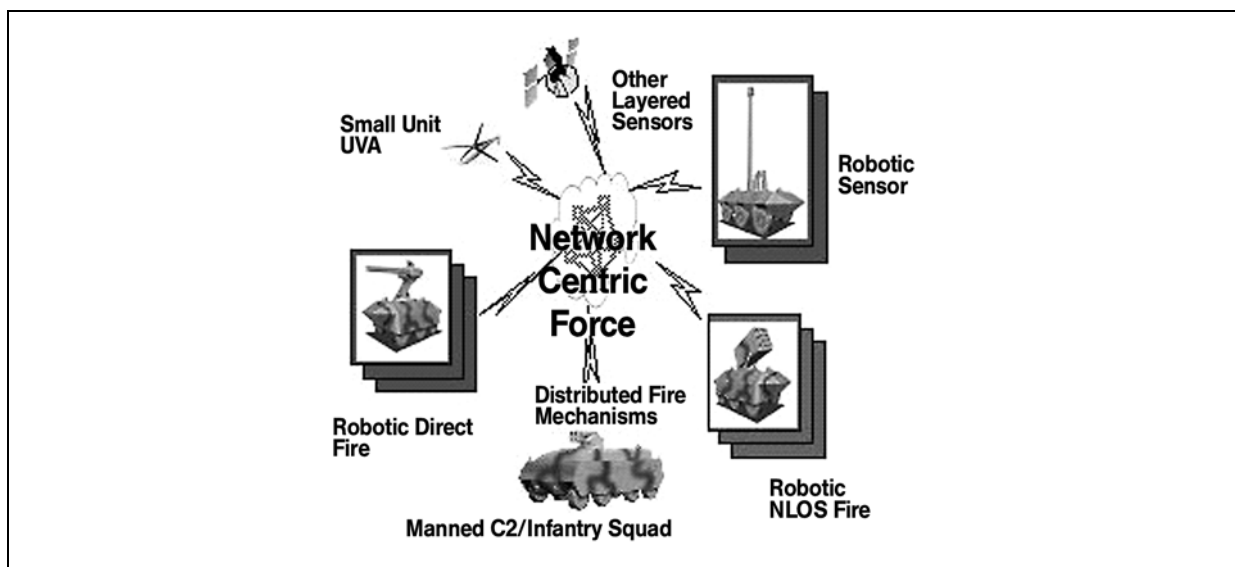 Other
Layered
Sensors
Small Unit
UVA
Robotic
Sensor
Network
Centric
Force
Distributed Fire
Mechanisms
Robotic Direct
Fire
Robotic
NLOS Fire
Manned C2/Infantry Squad